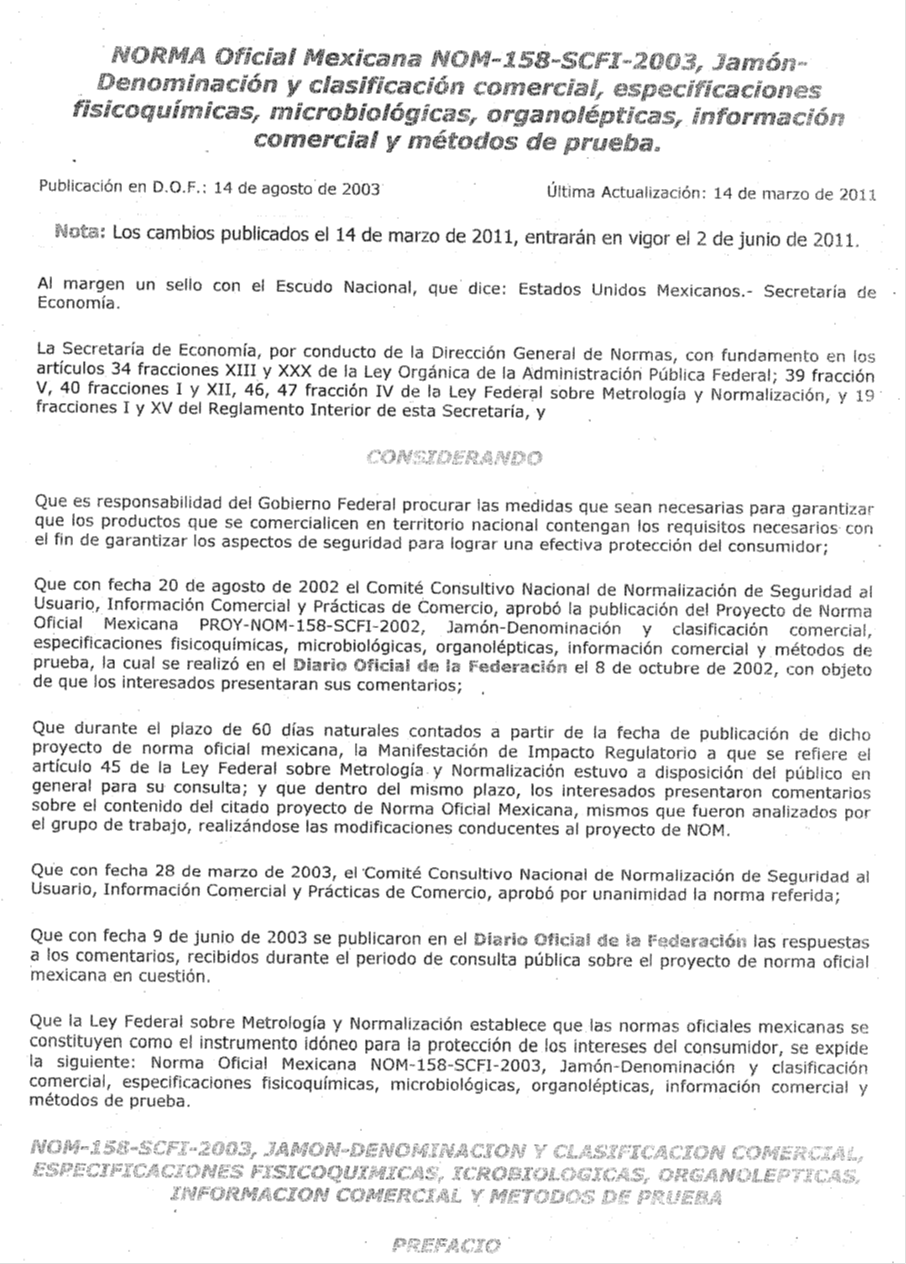 NORMA Oficial Mexicana NOM-158-SCFI-2003, Jamón-
Denominación y clasificación comercial, especificaciones
fisicoquímicas, microbiológicas, organolépticas, información
comercial y métodos de prueba.
Publicación en D.O.F.: 14 de agosto de 2003 Última Actualización: 14 de marzo de 2011
Nota: Los cambios publicados el 14 de marzo de 2011, entrarán en vigor el 2 de junio de 2011.
Al margen un sello con el Escudo Nacional, que dice: Estados Unidos Mexicanos.- Secretaría de
Economía.
La Secretaría de Economía, por conducto de la Dirección General de Normas, con fundamento en los
artículos 34 fracciones XIII y XXX de la Ley Orgánica de la Administración Pública Federal; 39 fracción
V, 40 fracciones I y XII, 46, 47 fracción IV de la Ley Federal sobre Metrología y Normalización, y 19
fracciones I y XV del Reglamento Interior de esta Secretaría, y
CONSIDERANDO
Que es responsabilidad del Gobierno Federal procurar las medidas que sean necesarias para garantizar
que los productos que se comercialicen en territorio nacional contengan los requisitos necesarios con
el fin de garantizar los aspectos de seguridad para lograr una efectiva protección del consumidor;
Que con fecha 20 de agosto de 2002 el Comité Consultivo Nacional de Normalización de Seguridad al
Usuario, Información Comercial y Prácticas de Comercio, aprobó la publicación del Proyecto de Norma
Oficial Mexicana PROY-NOM-158-SCFI-2002, Jamón-Denominación y clasificación comercial,
especificaciones fisicoquímicas, microbiológicas, organolépticas, información comercial y métodos de
prueba, la cual se realizó en el Diario Oficial de la Federación el 8 de octubre de 2002, con objeto
de que los interesados presentaran sus comentarios;
Que durante el plazo de 60 días naturales contados a partir de la fecha de publicación de dicho
proyecto de norma oficial mexicana, la Manifestación de Impacto Regulatorio a que se refiere el
artículo 45 de la Ley Federal sobre Metrología y Normalización estuvo a disposición del público en
general para su consulta; y que dentro del mismo plazo, los interesados presentaron comentarios
sobre el contenido del citado proyecto de Norma Oficial Mexicana, mismos que fueron analizados por
el grupo de trabajo, realizándose las modificaciones conducentes al proyecto de NOM.
Que con fecha 28 de marzo de 2003, el Comité Consultivo Nacional de Normalización de Seguridad al
Usuario, Información Comercial y Prácticas de Comercio, aprobó por unanimidad la norma referida;
Que con fecha 9 de junio de 2003 se publicaron en el Diario Oficial de la Federación las respuestas
a los comentarios, recibidos durante el periodo de consulta pública sobre el proyecto de norma oficial
mexicana en cuestión.
Que la Ley Federal sobre Metrología y Normalización establece que las normas oficiales mexicanas se
constituyen como el instrumento idóneo para la protección de los intereses del consumidor, se expide
la siguiente: Norma Oficial Mexicana NOM-158-SCFI-2003, Jamón-Denominación y clasificación
comercial, especificaciones fisicoquímicas, microbiológicas, organolépticas, información comercial y
métodos de prueba.
NOM-158-SCFI-2003, JAMON-DENOMINACION Y CLASIFICACION COMERCIAL,
ESPECIFICACIONES FISICOQUIMICAS, ICROBIOLOGICAS, ORGANOLEPTICAS,
INFORMACION COMERCIAL Y METODOS DE PRUEBA
PREFACIO